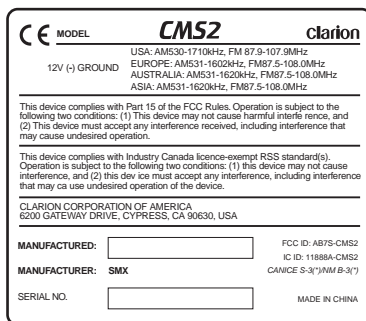 CE MODEL CMS2 clarion
12V (-) GROUND
USA: AM530-1710kHz, FM 87.9-107.9MHz
EUROPE: AM531-1602kHz, FM87.5-108.0MHz
AUSTRALIA: AM531-1620kHz, FM87.5-108.0MHz
ASIA: AM531-1620kHz, FM87.5-108.0MHz
This device complies with Part 15 of the FCC Rules. Operation is subject to the
following two conditions: (1) This device may not cause harmful interfe rence, and
(2) This device must accept any interference received, including interference that
may cause undesired operation.
This device complies with Industry Canada licence-exempt RSS standard(s).
Operation is subject to the following two conditions: (1) this device may not cause
interference, and (2) this dev ice must accept any interference, including interference
that may ca use undesired operation of the device.
CLARION CORPORATION OF AMERICA
6200 GATEWAY DRIVE, CYPRESS, CA 90630, USA
MANUFACTURED:
FCC ID: AB7S-CMS2
IC ID: 11888A-CMS2
MANUFACTURER: SMX
CANICE S-3(*)/NM B-3(*)
SERIAL NO.
MADE IN CHINA